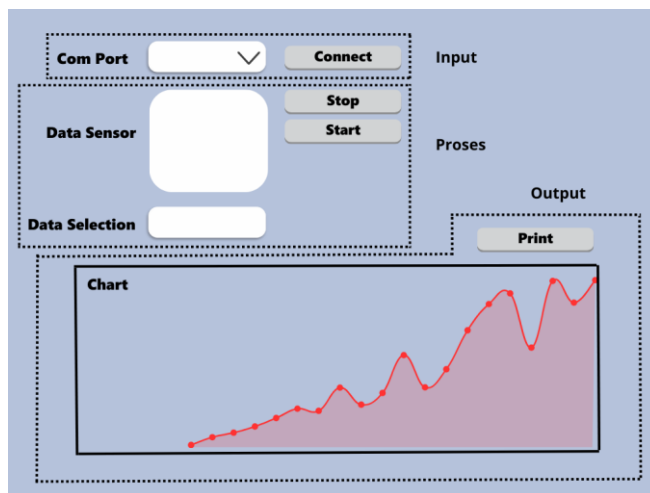 Com Port
Connect
Input
Stop
Data Sensor
Start
Proses
Data Selection
Output
Print
Chart